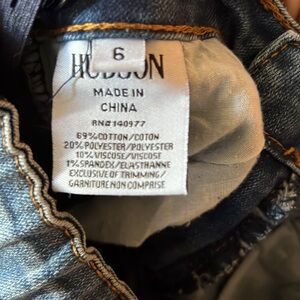 6
HUDSON
MADE IN
CHINA
RN# 140977
69%COTTON/COTON
20%POLYESTER/POLYESTER
10%VISCOSE/VISCOST
1%SPANDEX/ELASTHANNE
EXCLUSIVE OF TRIMMING/
GARNITURE NON COMPRISE